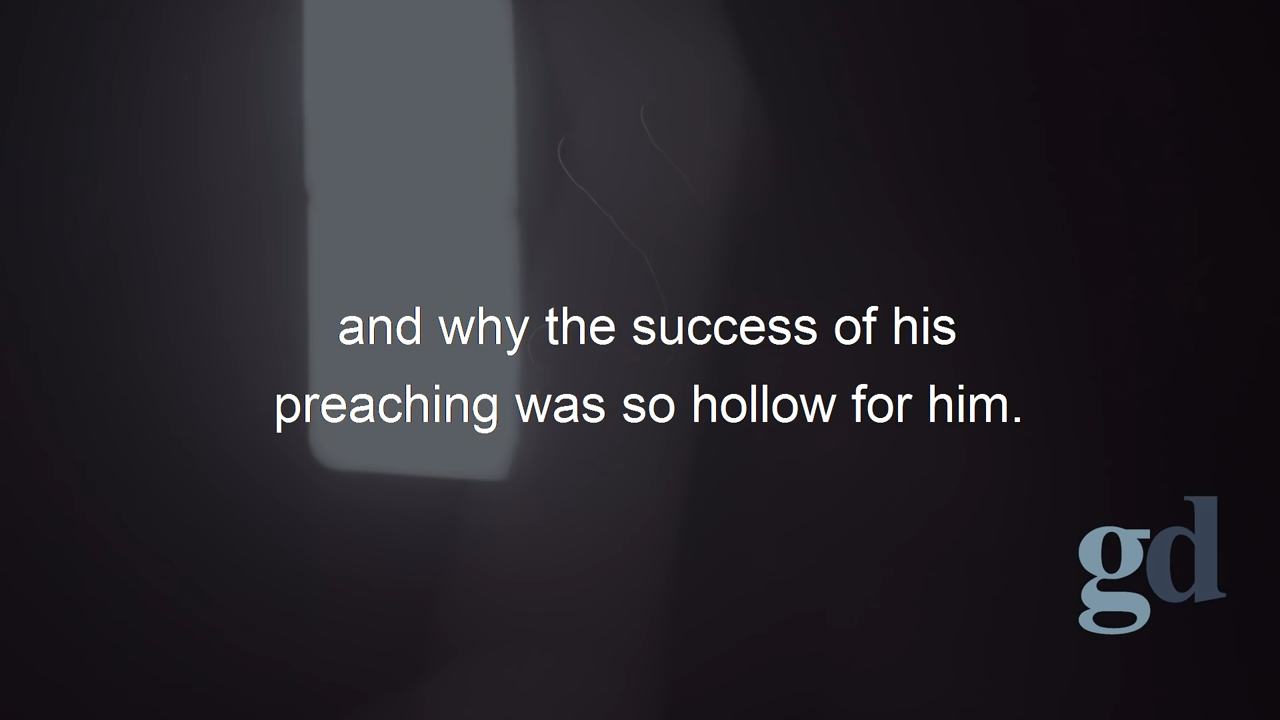 and why the success of his
preaching was so hollow for him.
gd